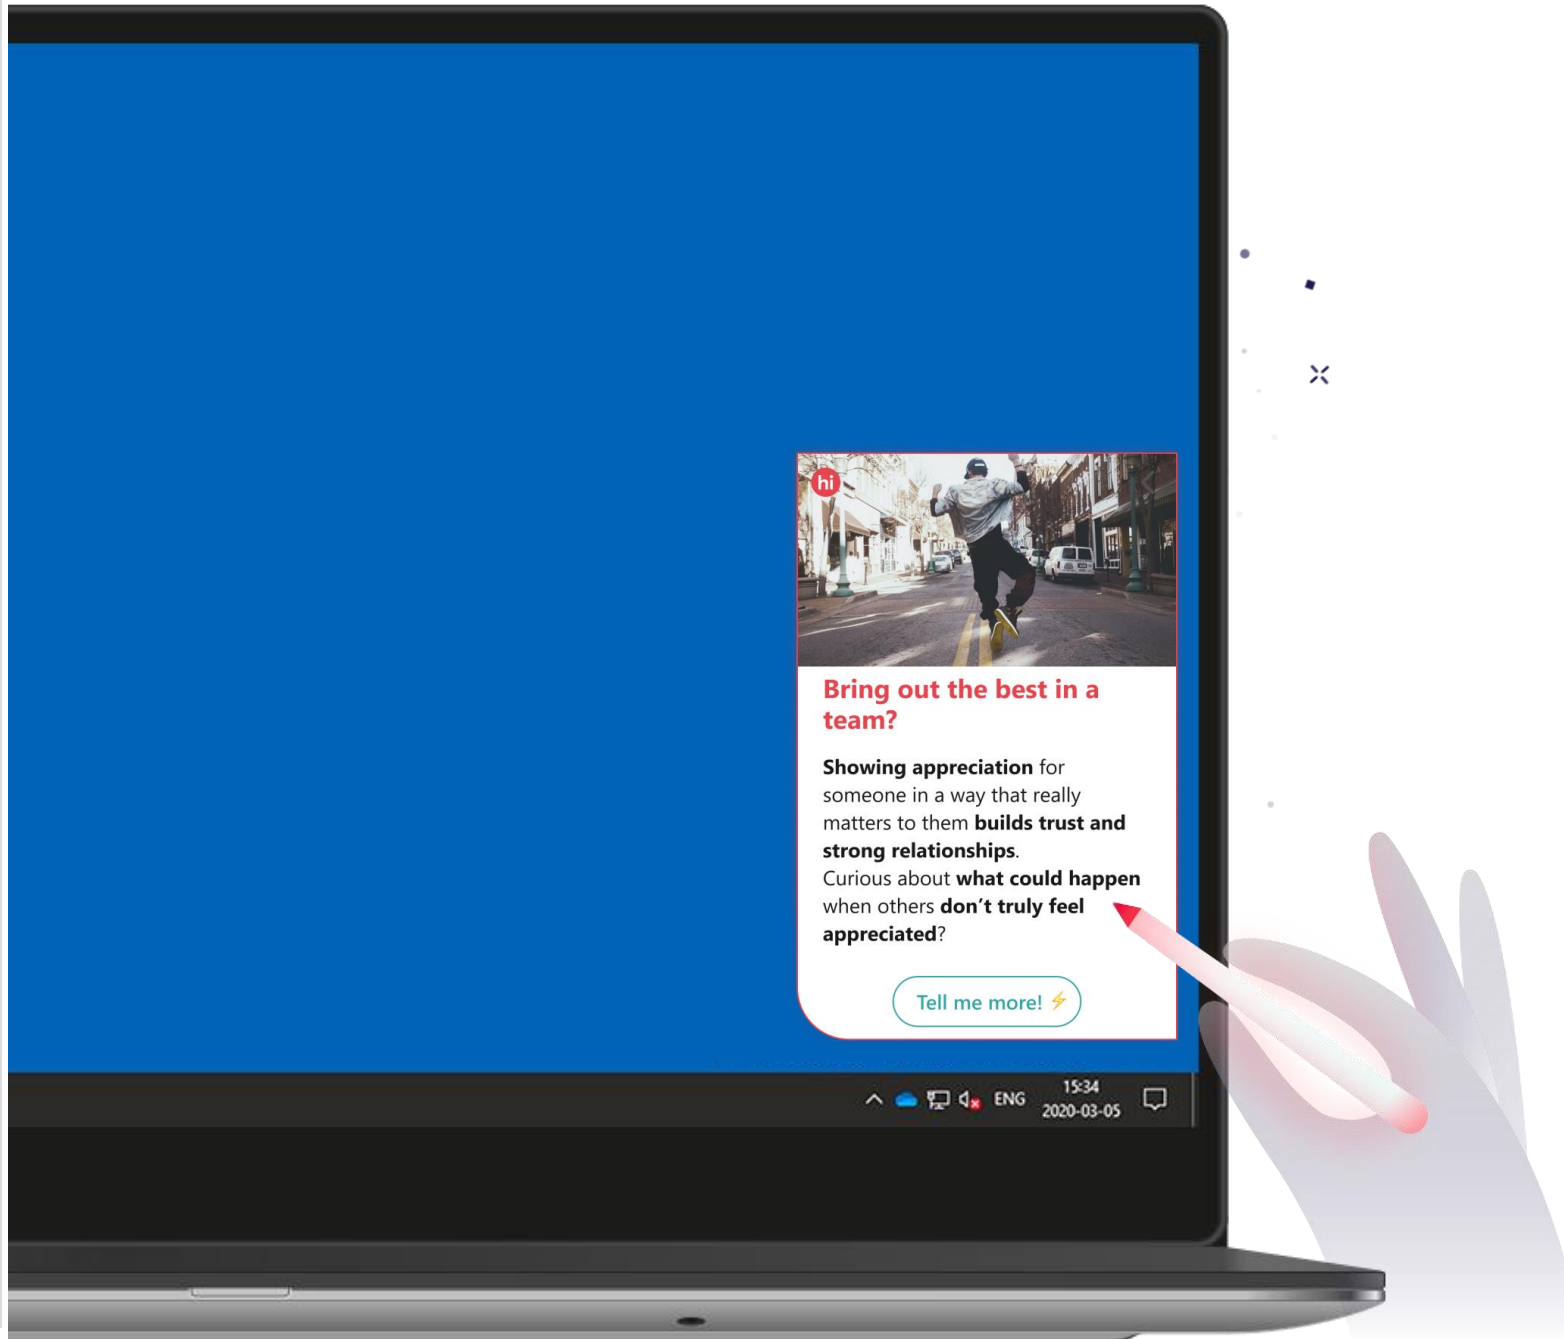 hi
Bring out the best in a
team?
Showing appreciation for
someone in a way that really
matters to them builds trust and
strong relationships.
Curious about what could happen
when others don't truly feel
appreciated?
Tell me more! ⚡
ENG
15:34
2020-03-05